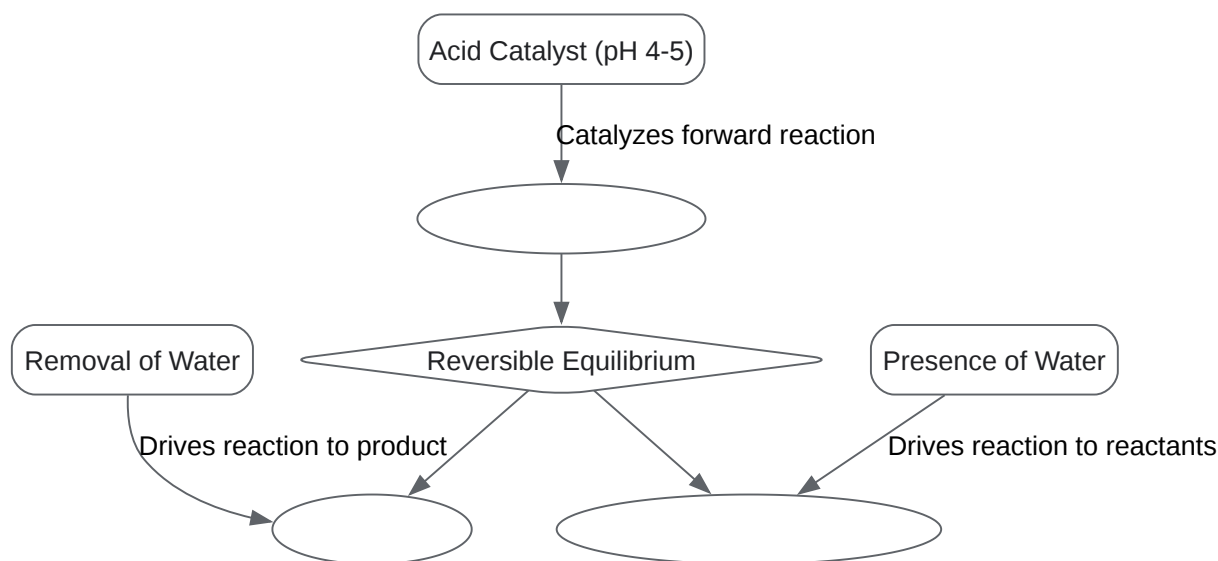 Acid Catalyst (pH 4-5)
Catalyzes forward reaction
Removal of Water
Reversible Equilibrium
Presence of Water
Drives reaction to product
Drives reaction to reactants